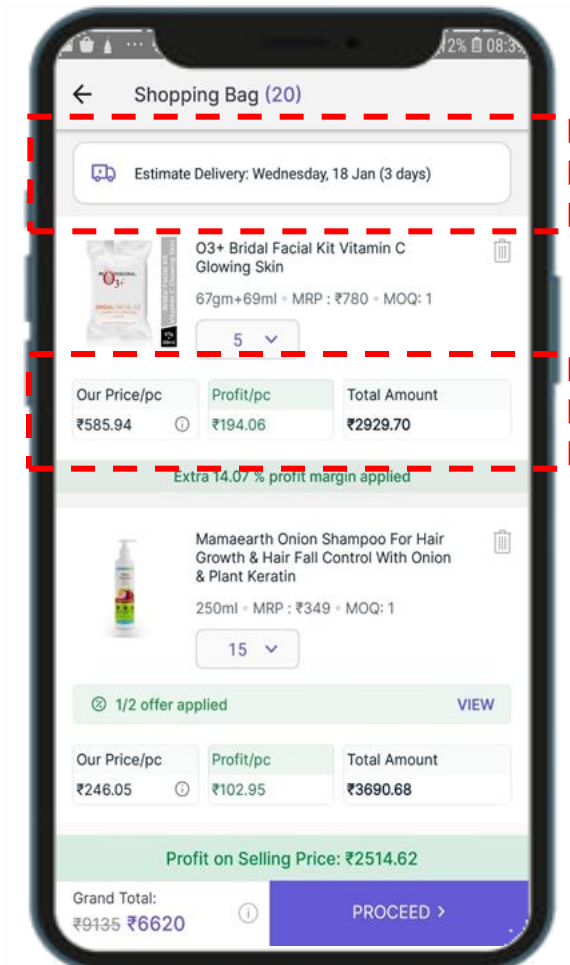 12% 08:39
Shopping Bag (20)
Estimate Delivery: Wednesday, 18 Jan (3 days)
O3+ Bridal Facial Kit Vitamin C
Glowing Skin
67gm+69ml • MRP : ₹780 • MOQ: 1
5
O3+
Our Price/pc Profit/pc Total Amount
₹585.94 ₹194.06 ₹2929.70
Extra 14.07 % profit margin applied
Mamaearth Onion Shampoo For Hair
Growth & Hair Fall Control With Onion
& Plant Keratin
250ml • MRP : ₹349 • MOQ: 1
15
1/2 offer applied VIEW
Our Price/pc Profit/pc Total Amount
₹246.05 ₹102.95 ₹3690.68
Profit on Selling Price: ₹2514.62
Grand Total:
₹9135 ₹6620
PROCEED >